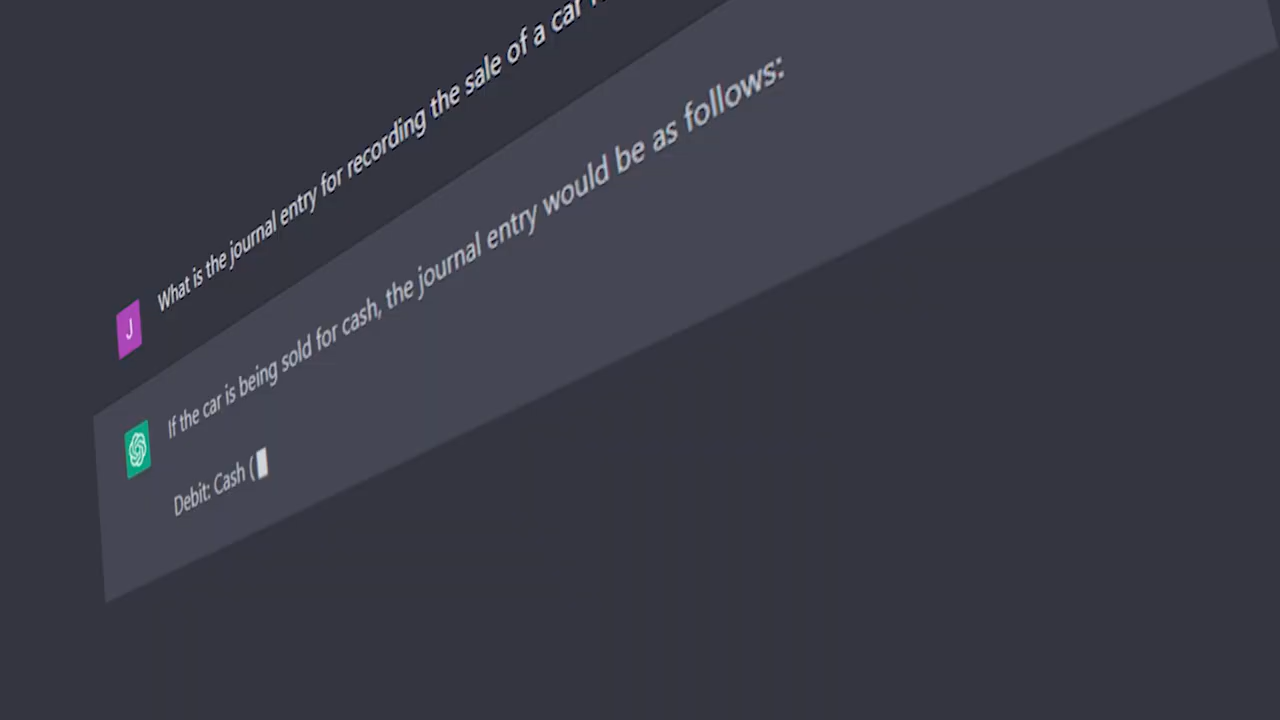 What is the journal entry for recording the sale of a car
J
If the car is being sold for cash, the journal entry would be as follows:
Debit: Cash (